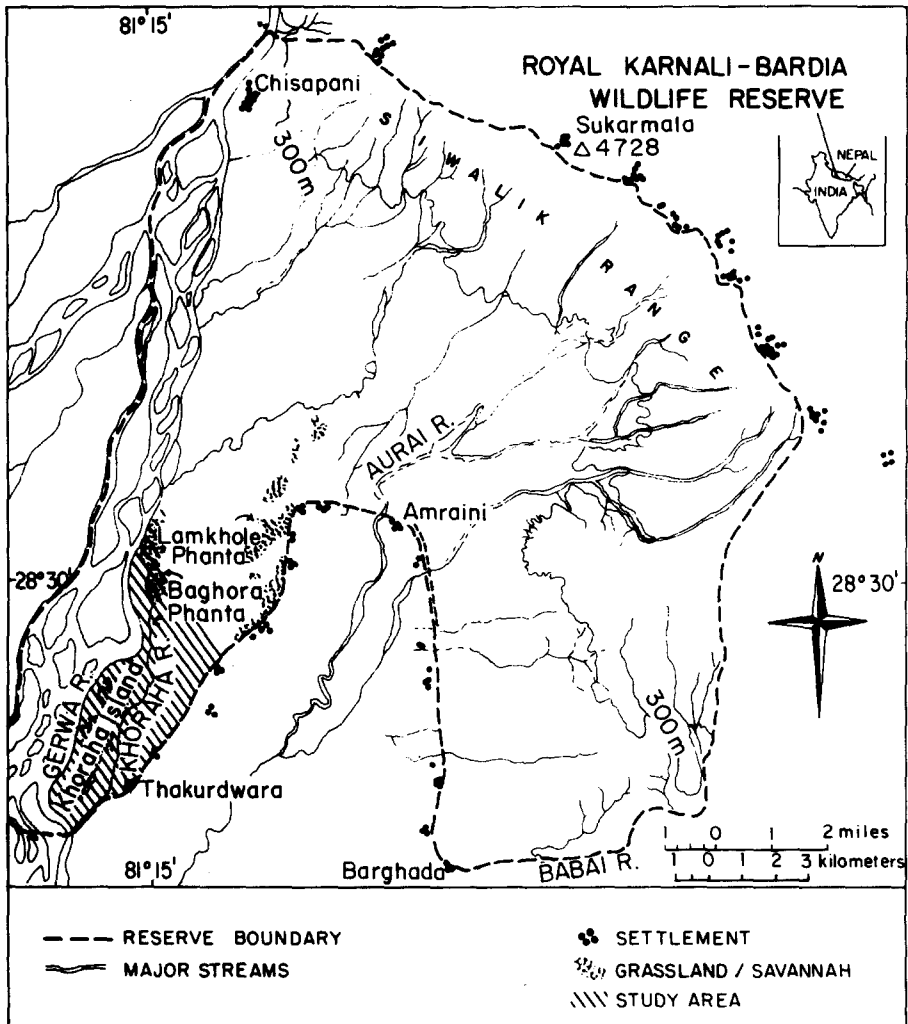 81° 15'
ROYAL KARNALI-BARDIA
WILDLIFE RESERVE
Chisapani
Sukarmala
△ 4728
NEPAL
INDIA
300m
SIWALIK
RANGE
AURAI R.
Amraini
Lamkhole
Phanta
28° 30'
Baghora
Phanta
28° 30'
N
GERWA R.
Khoraha Island
KHORAHA R.
300m
Thakurdwara
1 0 1 2 miles
1 0 1 2 3 kilometers
81° 15'
Barghada
BABAI R.
RESERVE BOUNDARY
MAJOR STREAMS
SETTLEMENT
GRASSLAND / SAVANNAH
STUDY AREA